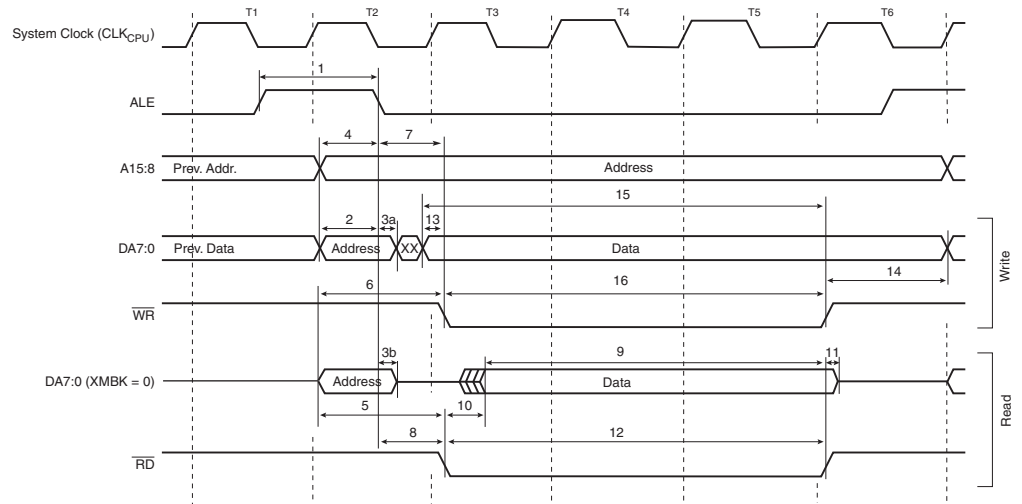 T1 T2 T3 T4 T5 T6
System Clock (CLKCPU)
1
ALE
4 7
A15:8 Prev. Addr. Address
15
2 3a 13
DA7:0 Prev. Data Address XX Data
14
6 16
WR
Write
3b 9 11
DA7:0 (XMBK = 0) Address Data
5 10
8 12
RD
Read